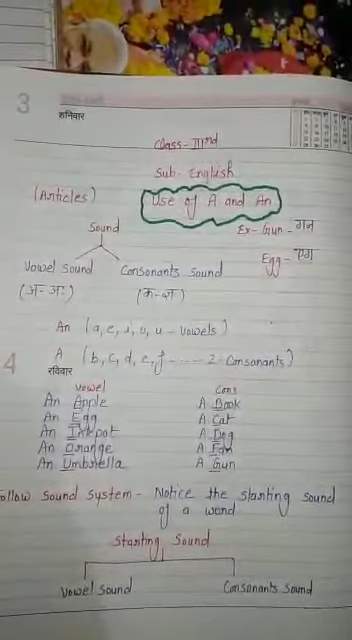 3
शनिवार
Class - IIIrd
Sub- English
(Articles)
Use of A and An
Sound
Ex- Gun - गन
Egg - एग
Vowel Sound Consonants Sound
(अ-अः) (क-ज्ञ)
An (a, e, i, o, u - Vowels)
4
रविवार
A (b, c, d, e, f ------ z - Consonants)
Vowel Cons
An Apple A Book
An Egg A Cat
An Inkpot A Dog
An Orange A Fan
An Umbrella A Gun
Follow Sound System - Notice the starting sound
of a word
Starting Sound
Vowel Sound Consonants Sound